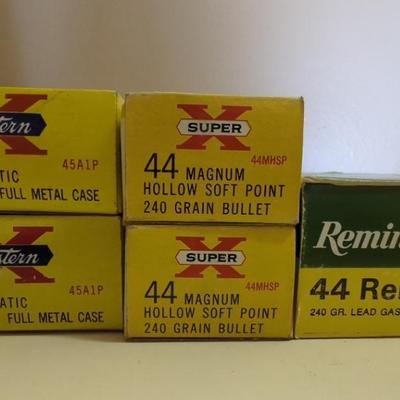 X
stern
45A1P
TIC
FULL METAL CASE
X
SUPER
44MHSP
44 MAGNUM
HOLLOW SOFT POINT
240 GRAIN BULLET
X
stern
45A1P
ATIC
FULL METAL CASE
X
SUPER
44MHSP
44 MAGNUM
HOLLOW SOFT POINT
240 GRAIN BULLET
Remin
44 Re
240 GR. LEAD GAS